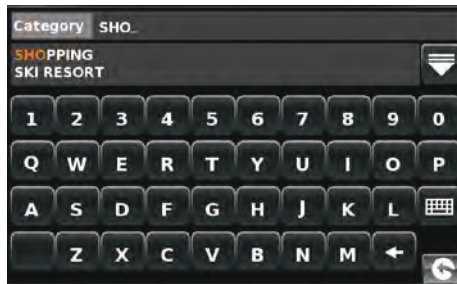 Category SHO_
SHOPPING
SKI RESORT
1 2 3 4 5 6 7 8 9 0
Q W E R T Y U I O P
A S D F G H J K L
Z X C V B N M